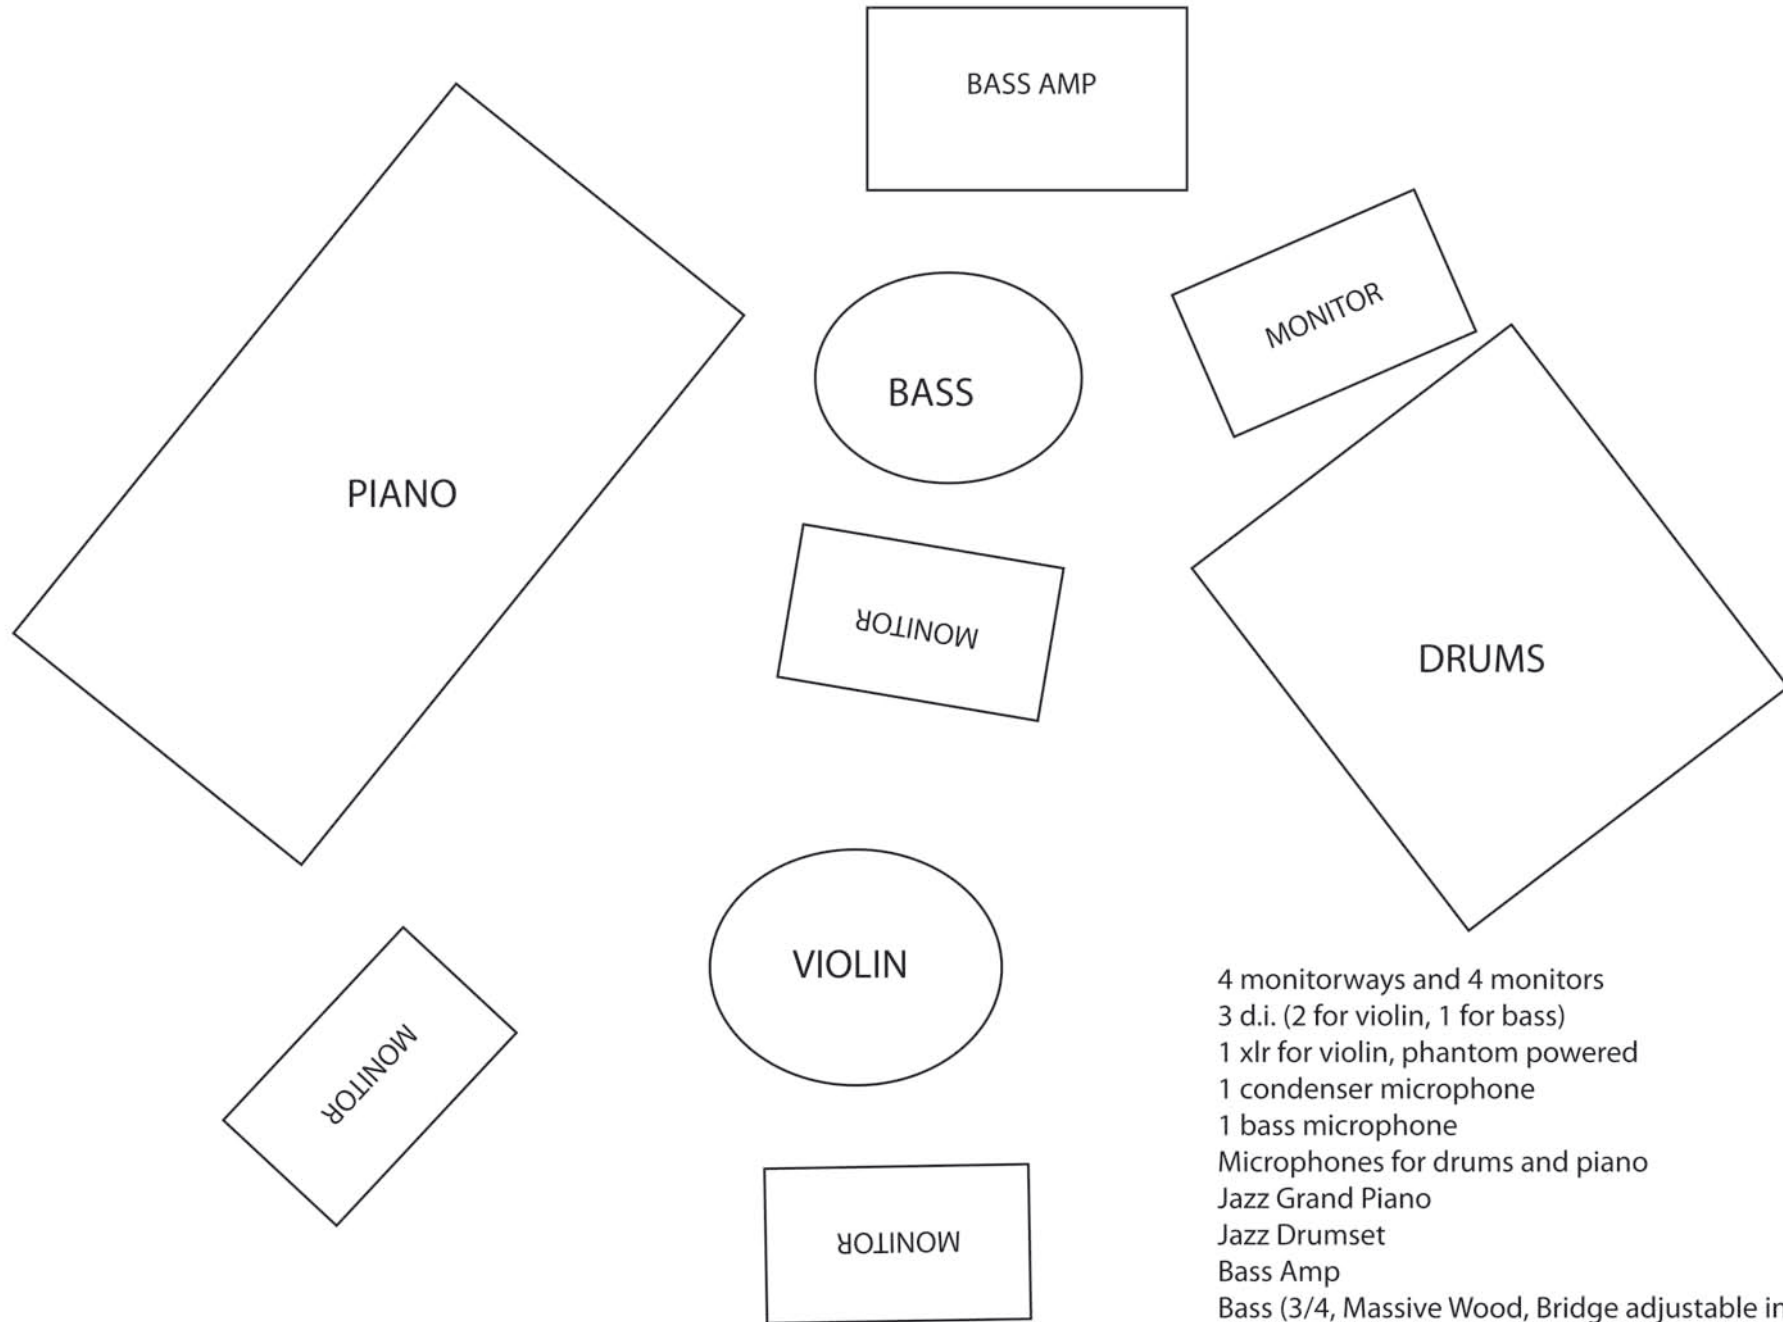 BASS AMP
MONITOR
BASS
PIANO
MONITOR
DRUMS
VIOLIN
MONITOR
MONITOR
4 monitorways and 4 monitors
3 d.i. (2 for violin, 1 for bass)
1 xlr for violin, phantom powered
1 condenser microphone
1 bass microphone
Microphones for drums and piano
Jazz Grand Piano
Jazz Drumset
Bass Amp
Bass (3/4, Massive Wood, Bridge adjustable in